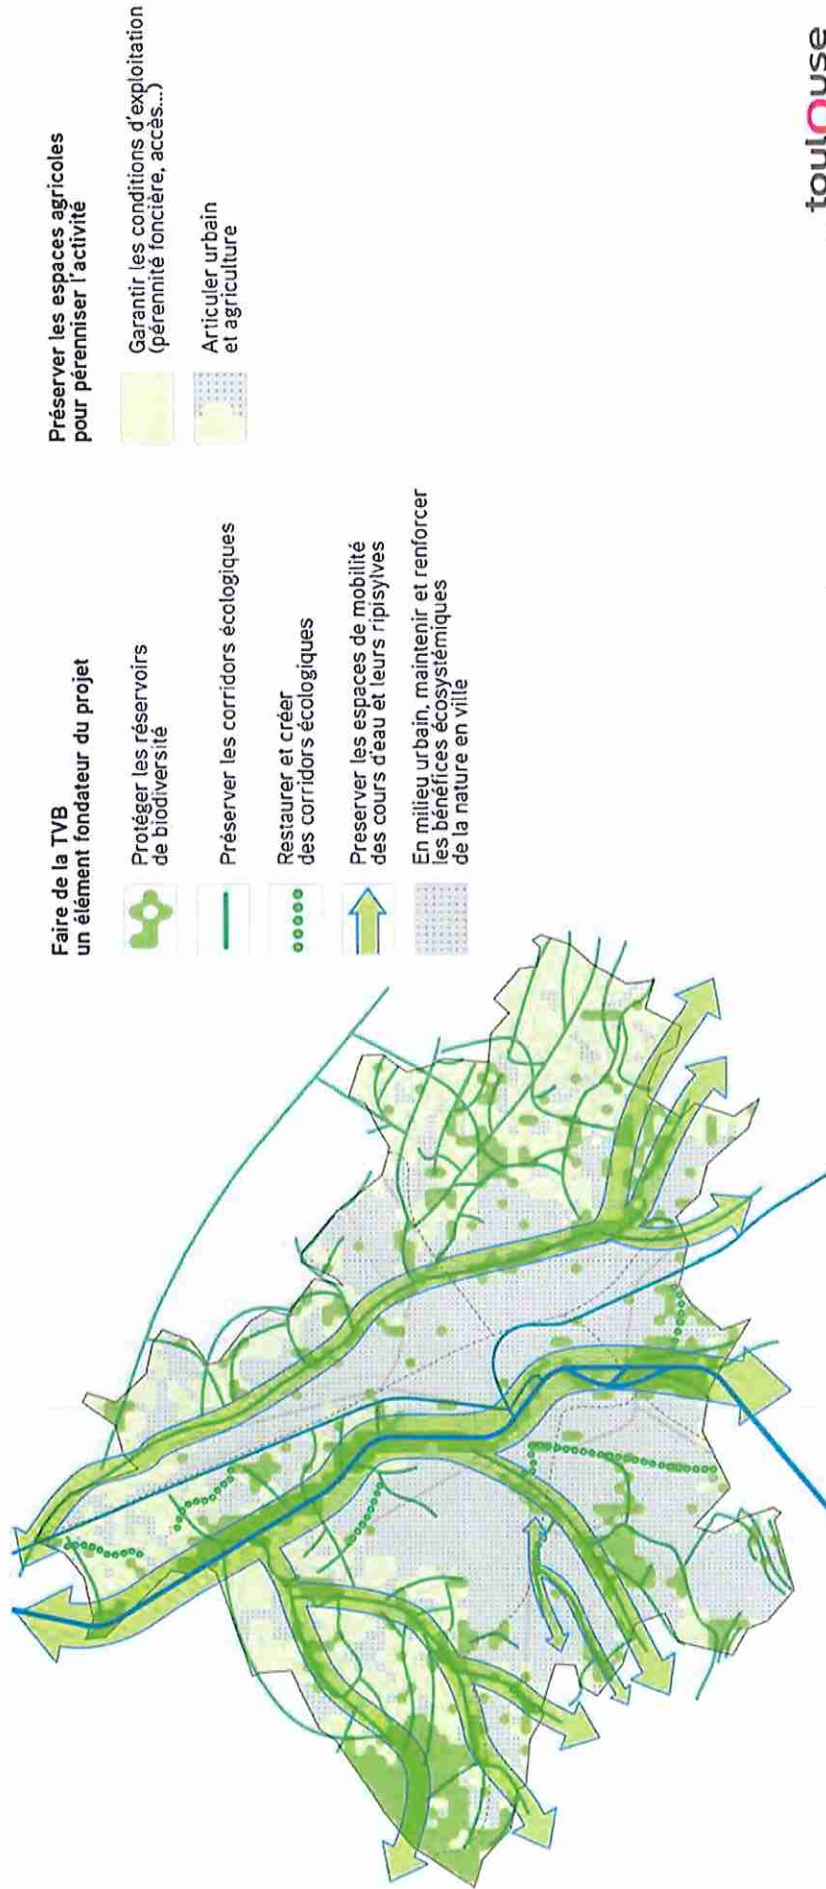 Faire de la TVB
un élément fondateur du projet
Protéger les réservoirs
de biodiversité
Préserver les corridors écologiques
Restaurer et créer
des corridors écologiques
Preserver les espaces de mobilité
des cours d'eau et leurs ripisylves
En milieu urbain, maintenir et renforcer
les bénéfices écosystémiques
de la nature en ville
Préserver les espaces agricoles
pour pérenniser l'activité
Garantir les conditions d'exploitation
(pérennité foncière, accès...)
Articuler urbain
et agriculture
toulouse